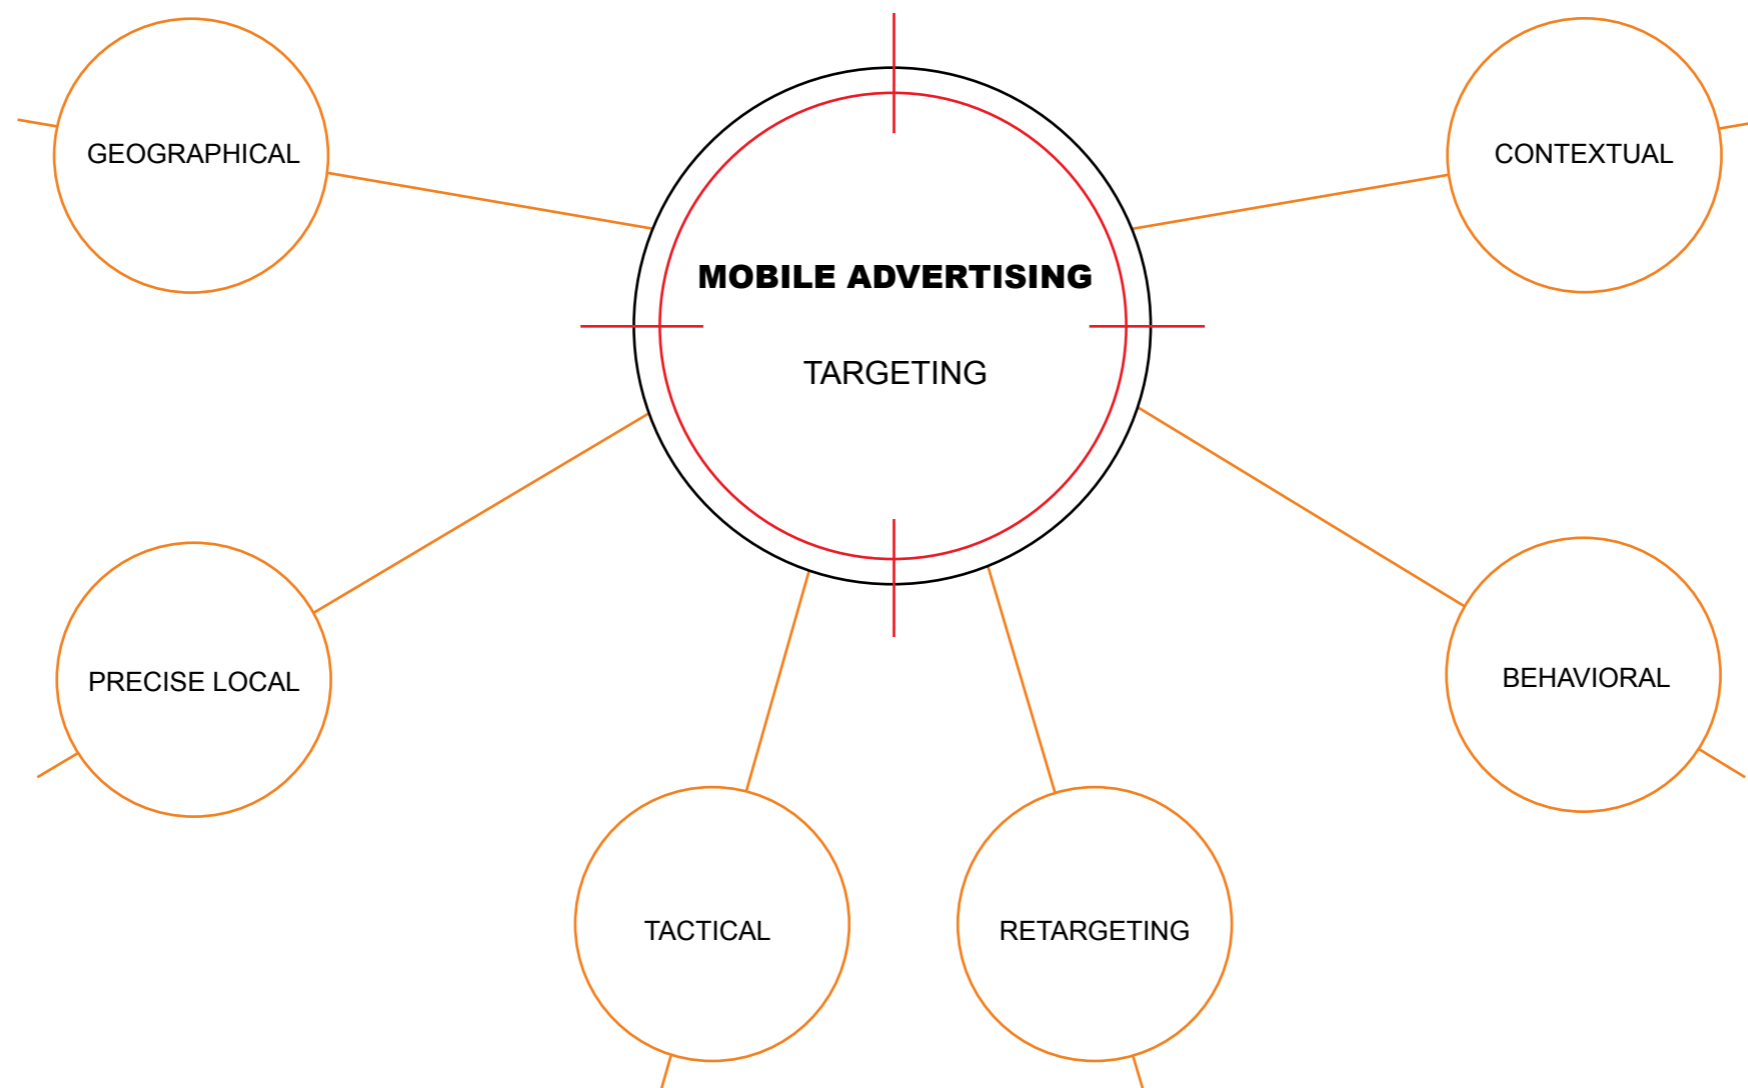 GEOGRAPHICAL
CONTEXTUAL
MOBILE ADVERTISING
TARGETING
PRECISE LOCAL
BEHAVIORAL
TACTICAL
RETARGETING